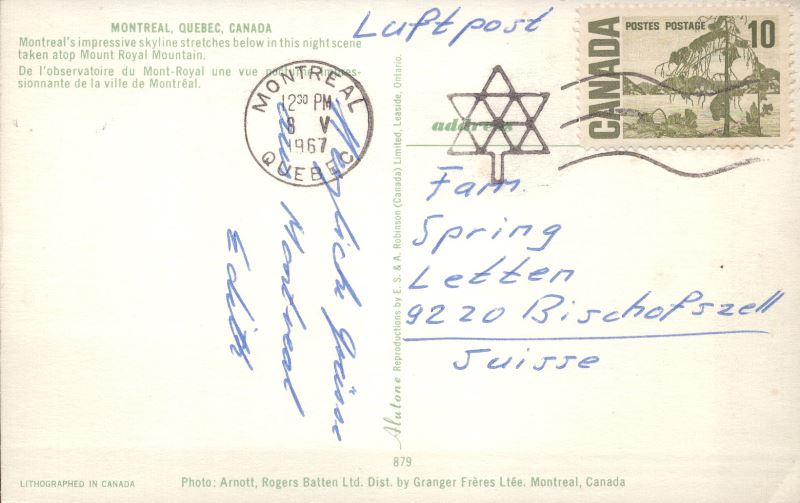 MONTREAL, QUEBEC, CANADA
Montreal's impressive skyline stretches below in this night scene
taken atop Mount Royal Mountain.
De l'observatoire du Mont-Royal une vue nocturne impres-
sionnante de la ville de Montréal.
Luftpost
CANADA
POSTES POSTAGE
10
MONTREAL
12 30 PM
8 V
1967
QUEBEC
address
Fam.
Spring
Letten
9220 Bischofszell
Suisse
Herzliche Grüsse
aus
Montreal
Edith
Alutone Reproductions by E. S. & A. Robinson (Canada) Limited, Leaside, Ontario.
879
LITHOGRAPHED IN CANADA
Photo: Arnott, Rogers Batten Ltd. Dist. by Granger Frères Ltée. Montreal, Canada